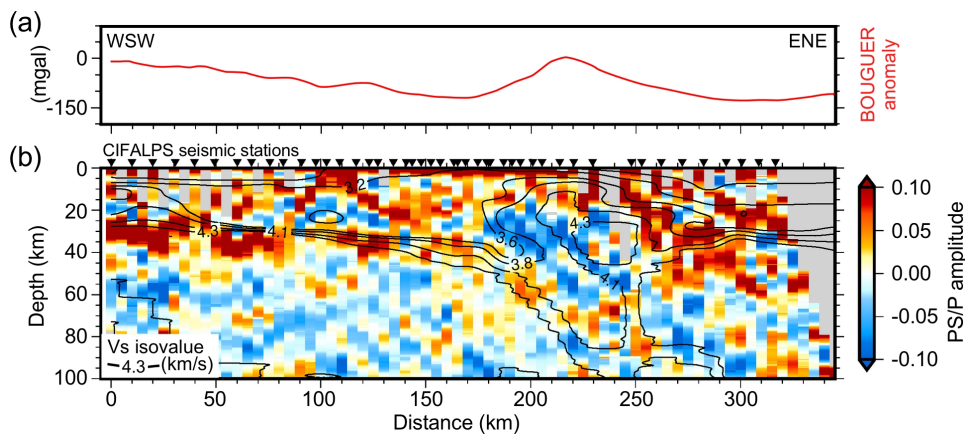 (a)
WSW
ENE
0
-150
(mgal)
BOUGUER
anomaly
CIFALPS seismic stations
(b)
0
20
40
60
80
100
Depth (km)
3.2
4.3
4.1
3.6
3.8
4.3
4.1
Vs isovalue
4.3 (km/s)
0
50
100
150
200
250
300
Distance (km)
0.10
0.05
0.00
-0.05
-0.10
PS/P amplitude